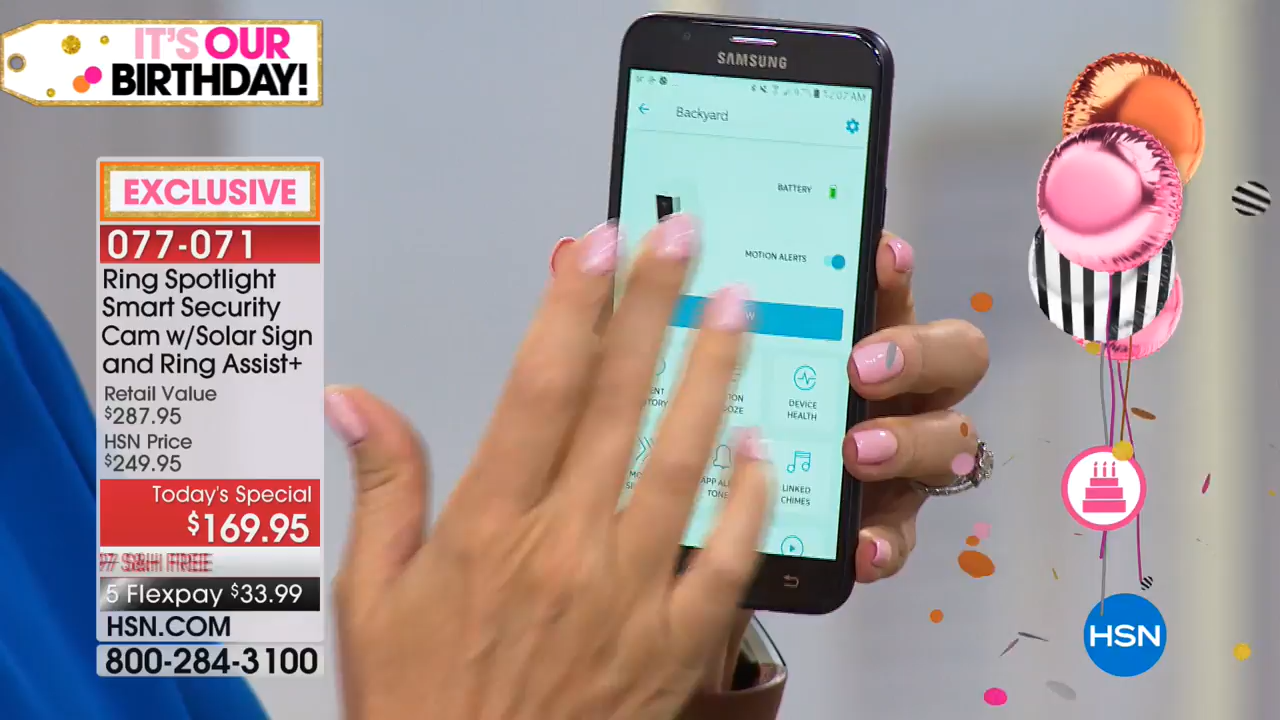 IT'S OUR
BIRTHDAY!
EXCLUSIVE
077-071
Ring Spotlight
Smart Security
Cam w/Solar Sign
and Ring Assist+
Retail Value
$287.95
HSN Price
$249.95
Today's Special
$169.95
S&H FREE
5 Flexpay $33.99
HSN.COM
800-284-3100
SAMSUNG
Backyard
BATTERY
MOTION ALERTS
DEVICE
HEALTH
LINKED
CHIMES
HSN